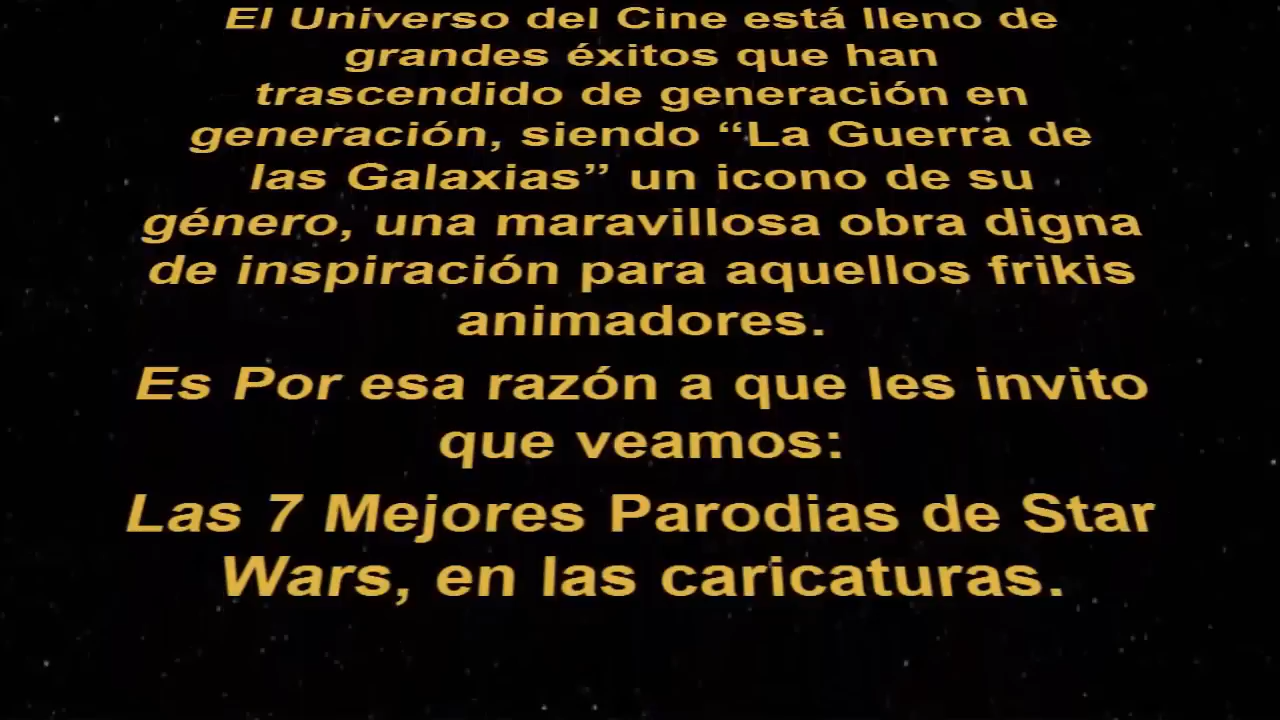 El Universo del Cine está lleno de
grandes éxitos que han
trascendido de generación en
generación, siendo “La Guerra de
las Galaxias” un icono de su
género, una maravillosa obra digna
de inspiración para aquellos frikis
animadores.
Es Por esa razón a que les invito
que veamos:
Las 7 Mejores Parodias de Star
Wars, en las caricaturas.